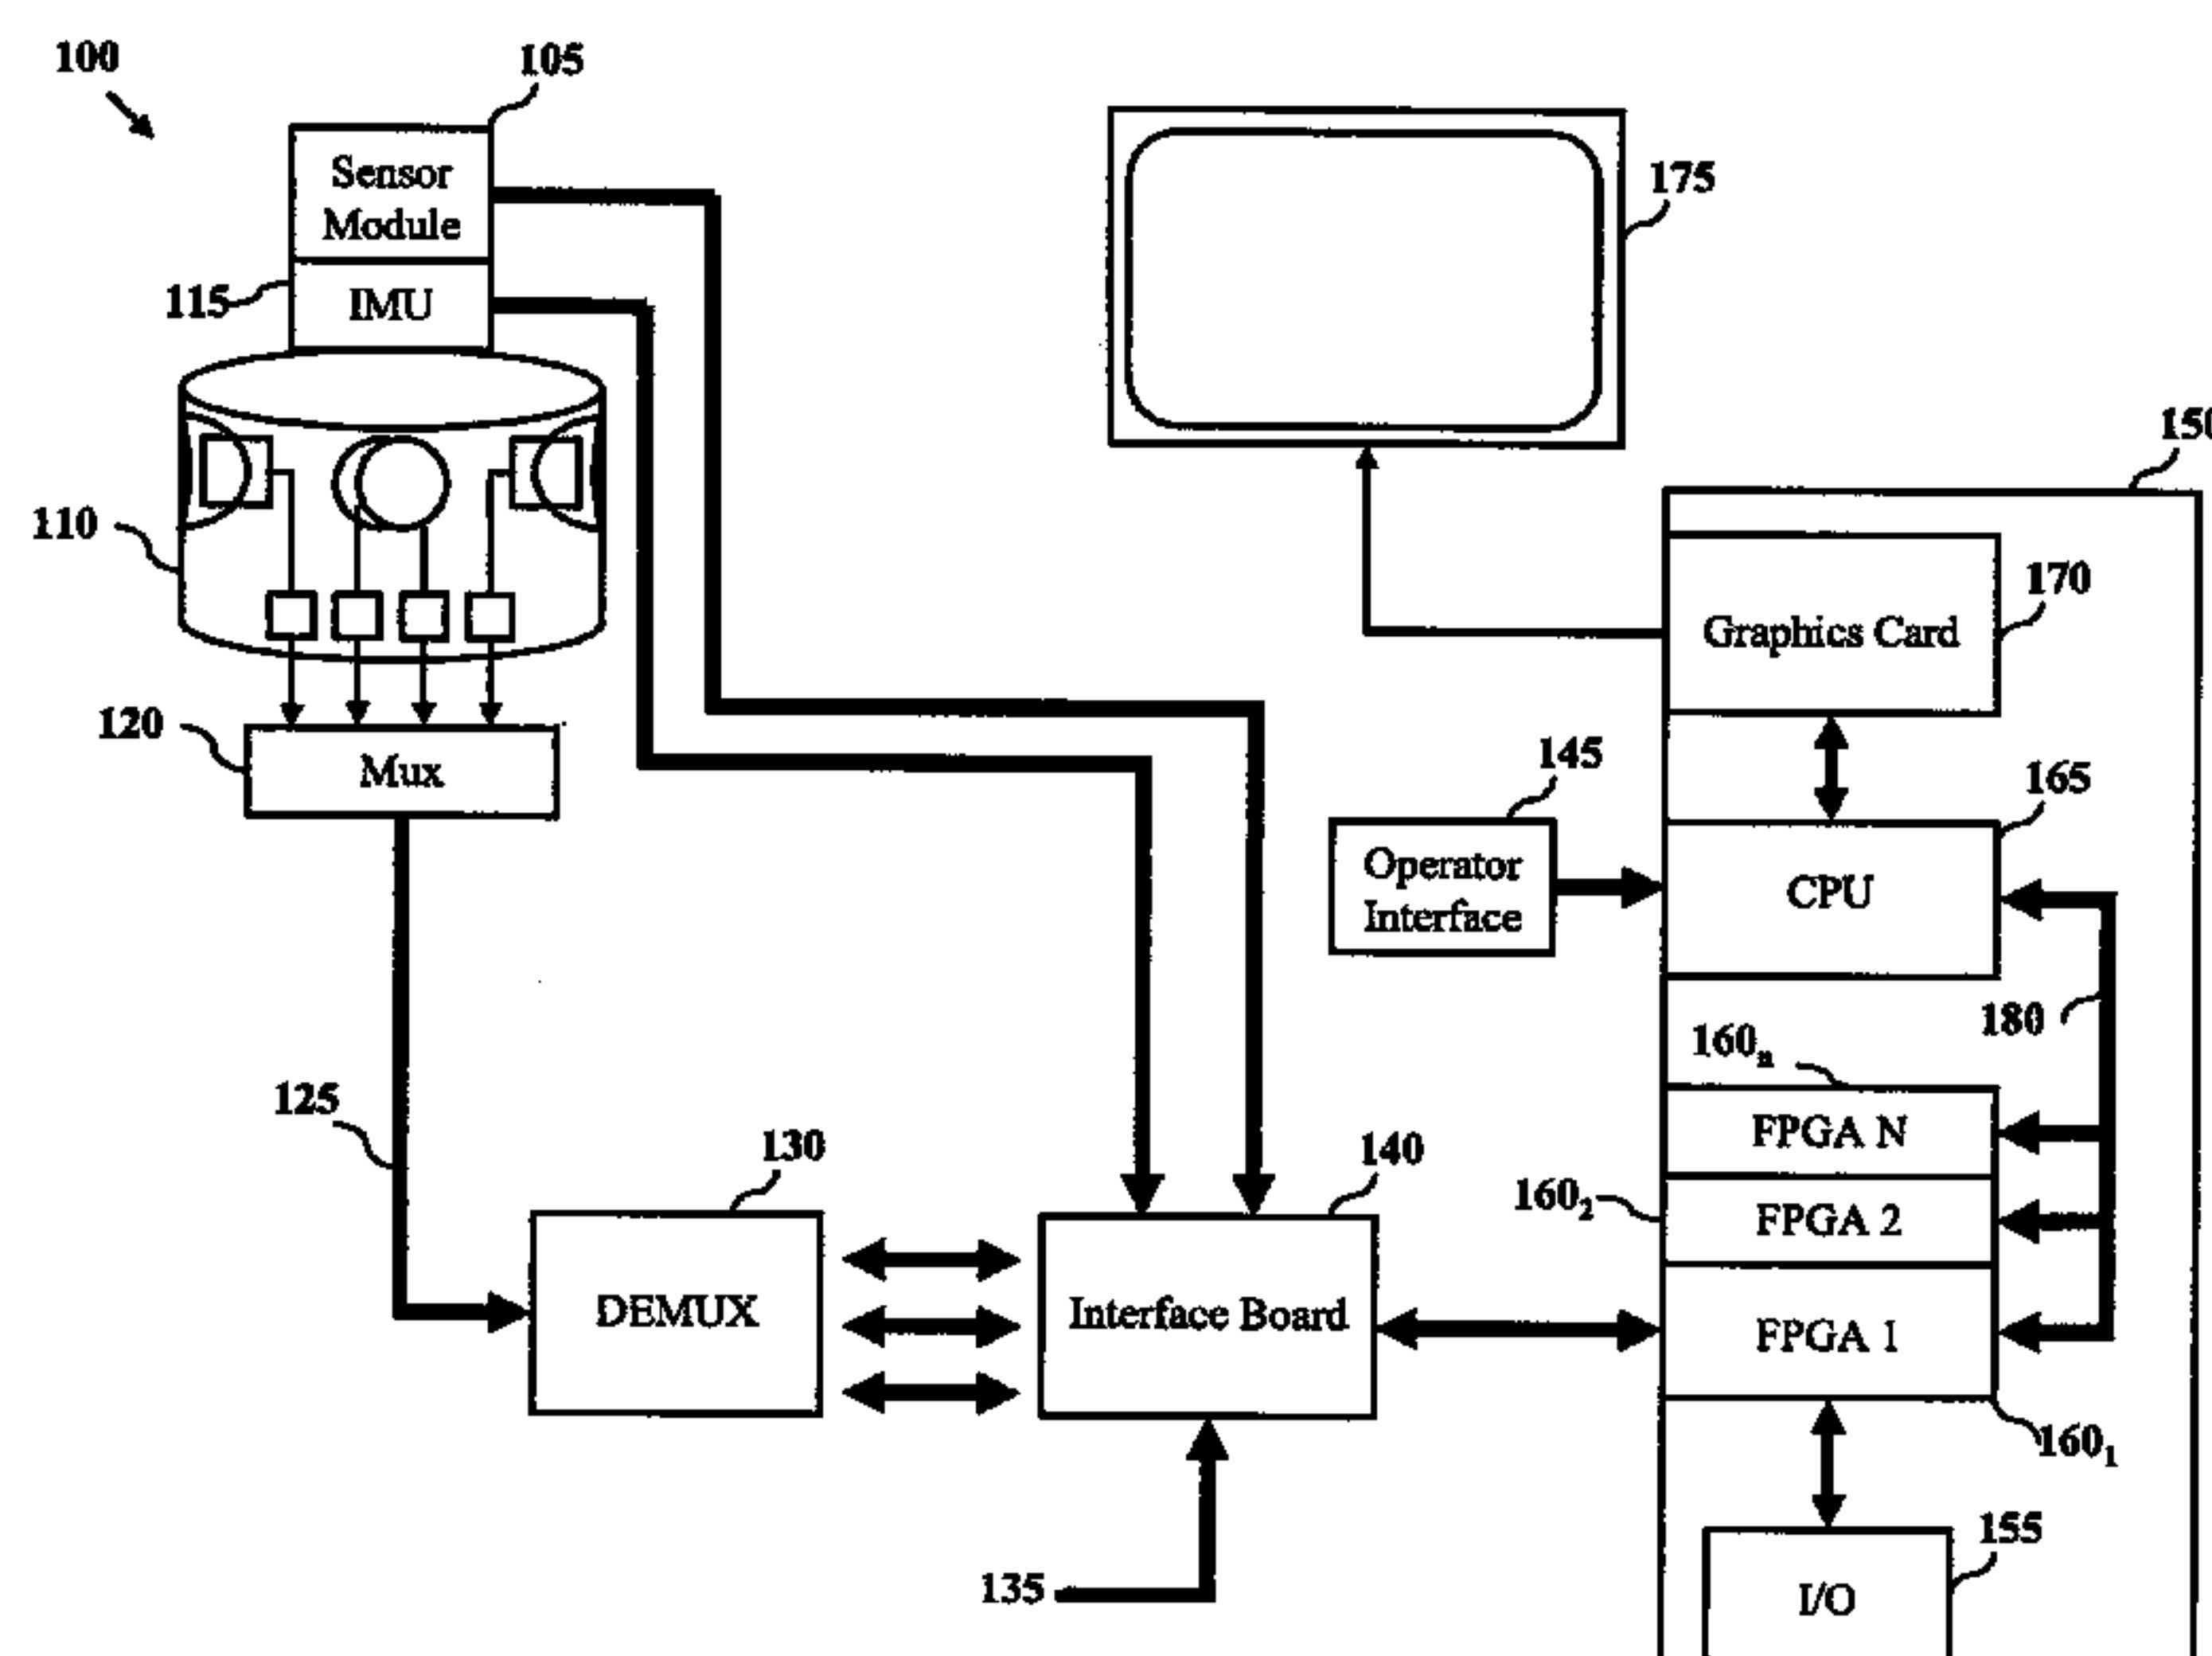 100
105
Sensor
Module
175
115
IMU
150
110
170
Graphics Card
120
Mux
145
165
Operator
Interface
CPU
180
160n
125
130
140
FPGA N
160₂
FPGA 2
DEMUX
Interface Board
FPGA 1
160₁
135
155
I/O